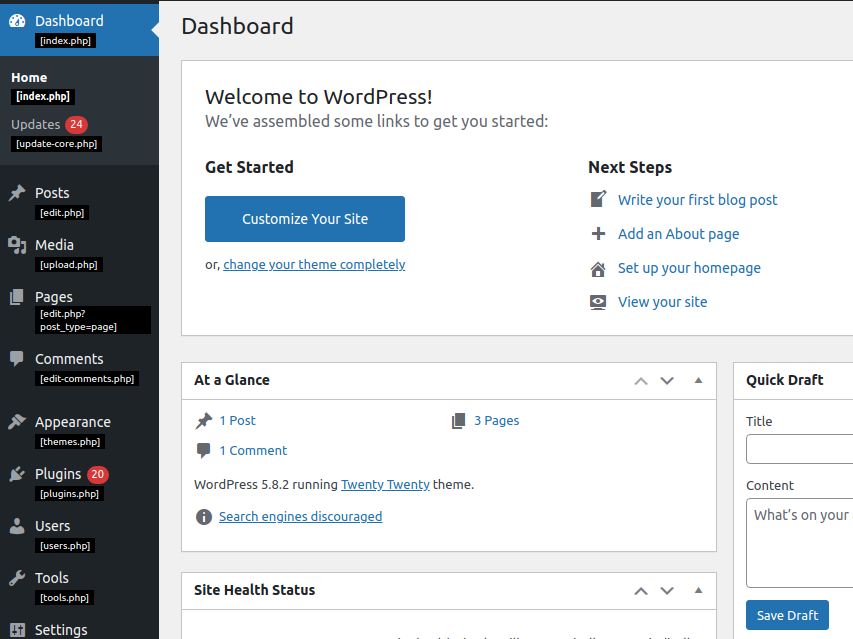 Dashboard
[index.php]
Home
[index.php]
Updates 24
[update-core.php]
Posts
[edit.php]
Media
[upload.php]
Pages
[edit.php?
post_type=page]
Comments
[edit-comments.php]
Appearance
[themes.php]
Plugins 20
[plugins.php]
Users
[users.php]
Tools
[tools.php]
Settings
Dashboard
Welcome to WordPress!
We’ve assembled some links to get you started:
Get Started
Customize Your Site
or, change your theme completely
Next Steps
Write your first blog post
Add an About page
Set up your homepage
View your site
At a Glance
1 Post
3 Pages
1 Comment
WordPress 5.8.2 running Twenty Twenty theme.
Search engines discouraged
Site Health Status
Quick Draft
Title
Content
What’s on your
Save Draft